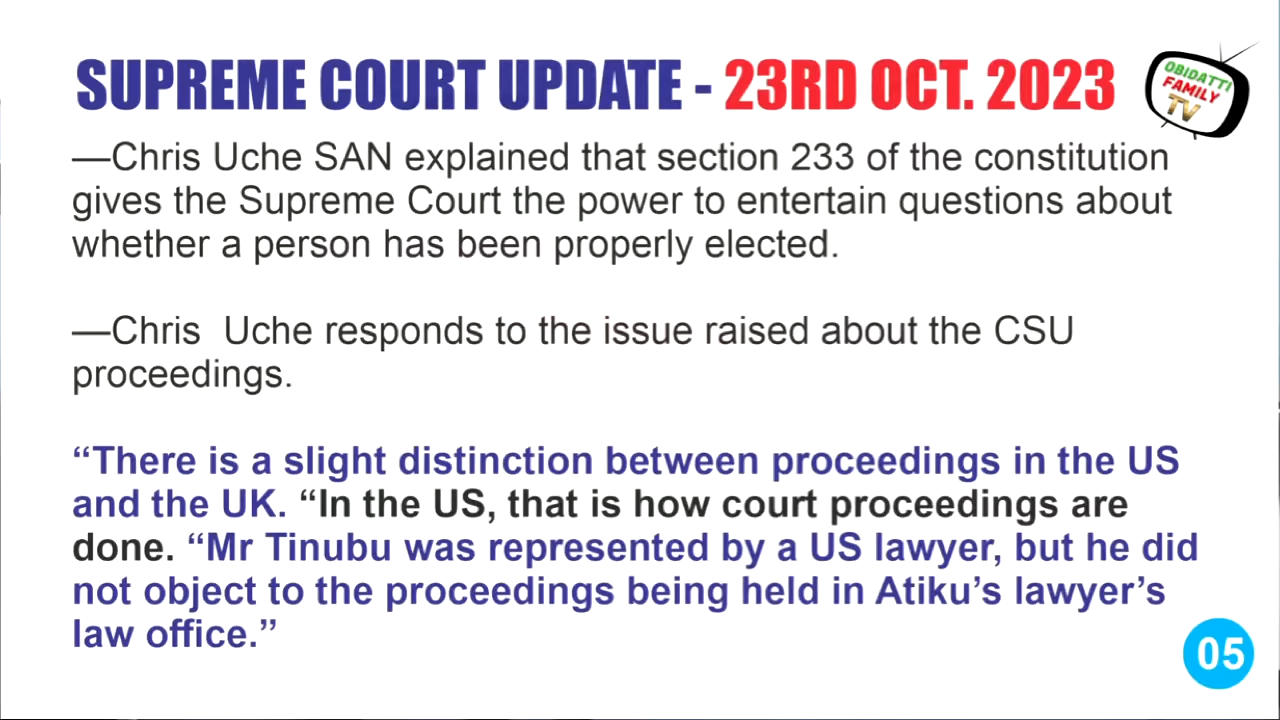 SUPREME COURT UPDATE - 23RD OCT. 2023
OBIDATTI
FAMILY
TV
—Chris Uche SAN explained that section 233 of the constitution
gives the Supreme Court the power to entertain questions about
whether a person has been properly elected.
—Chris  Uche responds to the issue raised about the CSU
proceedings.
“There is a slight distinction between proceedings in the US
and the UK. “In the US, that is how court proceedings are
done. “Mr Tinubu was represented by a US lawyer, but he did
not object to the proceedings being held in Atiku’s lawyer’s
law office.”
05